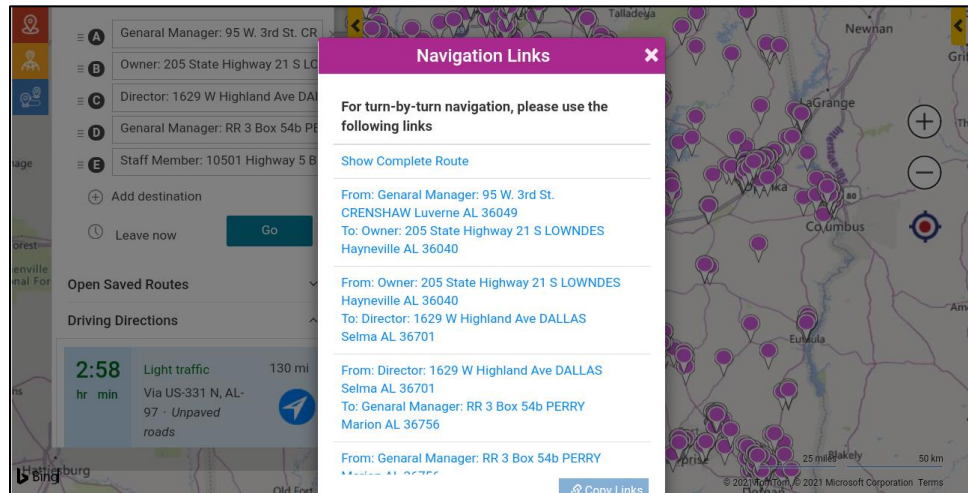 A
Genaral Manager: 95 W. 3rd St. CR
B
Owner: 205 State Highway 21 S LO
C
Director: 1629 W Highland Ave DAL
D
General Manager: RR 3 Box 54b PE
E
Staff Member: 10501 Highway 5 B
Add destination
Leave now
Go
Open Saved Routes
Driving Directions
2:58
hr min
Light traffic
130 mi
Via US-331 N, AL-
97 · Unpaved
roads
Bing
Navigation Links
For turn-by-turn navigation, please use the
following links
Show Complete Route
From: Genaral Manager: 95 W. 3rd St.
CRENSHAW Luverne AL 36049
To: Owner: 205 State Highway 21 S LOWNDES
Hayneville AL 36040
From: Owner: 205 State Highway 21 S LOWNDES
Hayneville AL 36040
To: Director: 1629 W Highland Ave DALLAS
Selma AL 36701
From: Director: 1629 W Highland Ave DALLAS
Selma AL 36701
To: Genaral Manager: RR 3 Box 54b PERRY
Marion AL 36756
From: Genaral Manager: RR 3 Box 54b PERRY
Marion AL 36756
Copy Links
Talladega
Newnan
LaGrange
80
Columbus
Eufaula
Blakely
25 miles
50 km
© 2021 TomTom, © 2021 Microsoft Corporation Terms
Dothan